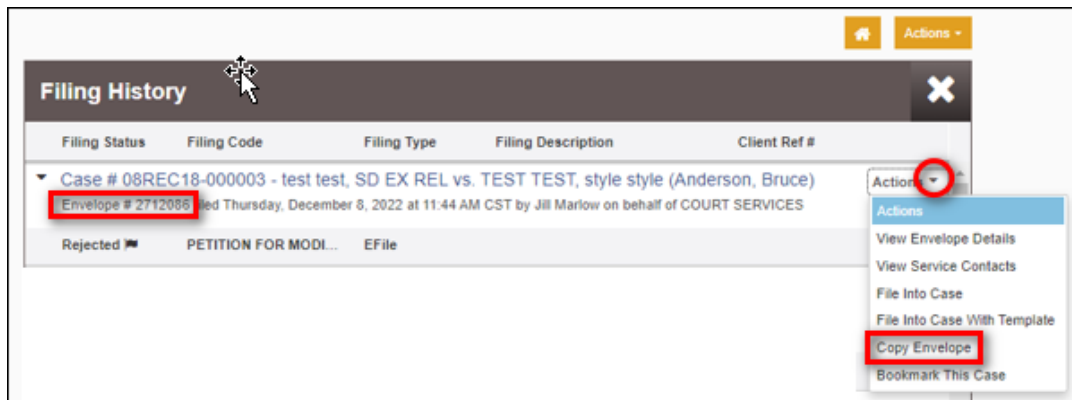 Actions
Filing History
Filing Status Filing Code Filing Type Filing Description Client Ref #
Case # 08REC18-000003 - test test, SD EX REL vs. TEST TEST, style style (Anderson, Bruce) Actions
Envelope # 2712086 filed Thursday, December 8, 2022 at 11:44 AM CST by Jill Marlow on behalf of COURT SERVICES
Actions
Rejected PETITION FOR MODI... EFile
View Envelope Details
View Service Contacts
File Into Case
File Into Case With Template
Copy Envelope
Bookmark This Case